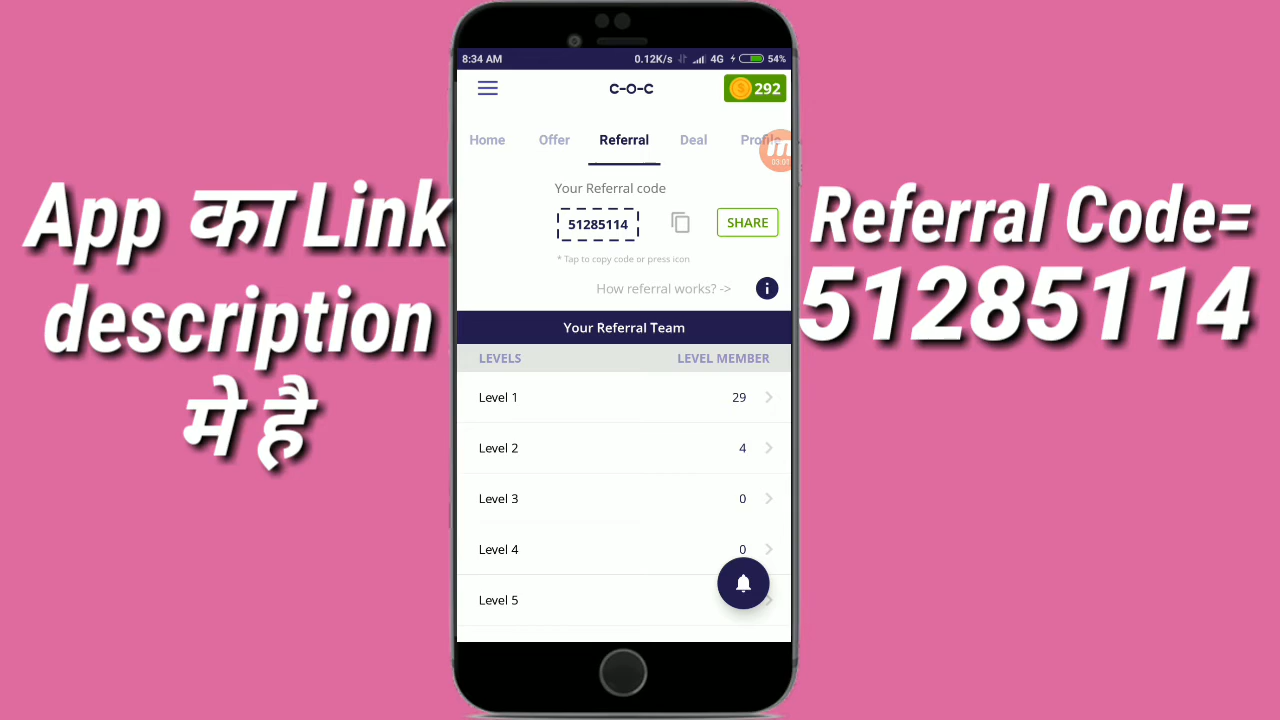 App का Link
description
मे है
8:34 AM
0.12K/s
4G
54%
C-O-C
292
Home
Offer
Referral
Deal
03:01
Your Referral code
51285114
SHARE
* Tap to copy code or press icon
How referral works? ->
Your Referral Team
LEVELS
LEVEL MEMBER
Level 1
29
Level 2
4
Level 3
0
Level 4
0
Level 5
Referral Code=
51285114